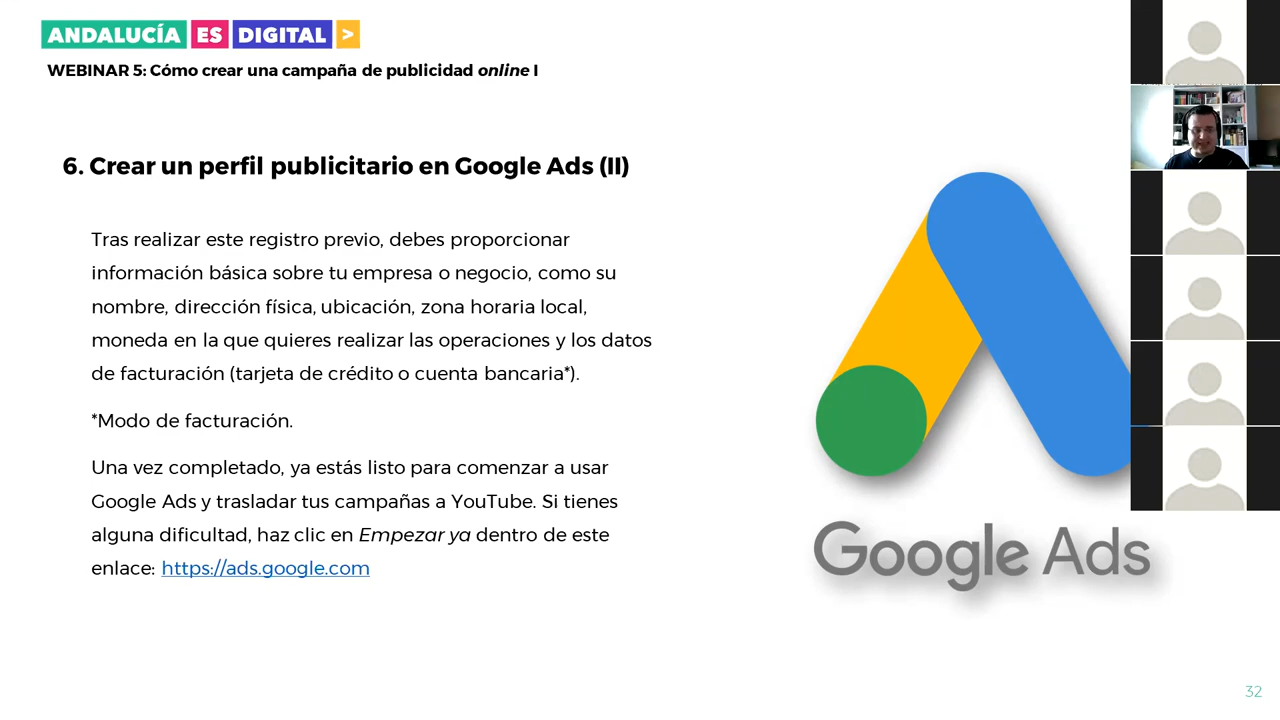 ANDALUCÍA ES DIGITAL >
WEBINAR 5: Cómo crear una campaña de publicidad online I
6. Crear un perfil publicitario en Google Ads (II)
Tras realizar este registro previo, debes proporcionar
información básica sobre tu empresa o negocio, como su
nombre, dirección física, ubicación, zona horaria local,
moneda en la que quieres realizar las operaciones y los datos
de facturación (tarjeta de crédito o cuenta bancaria*).
*Modo de facturación.
Una vez completado, ya estás listo para comenzar a usar
Google Ads y trasladar tus campañas a YouTube. Si tienes
alguna dificultad, haz clic en Empezar ya dentro de este
enlace: https://ads.google.com
Google Ads
32